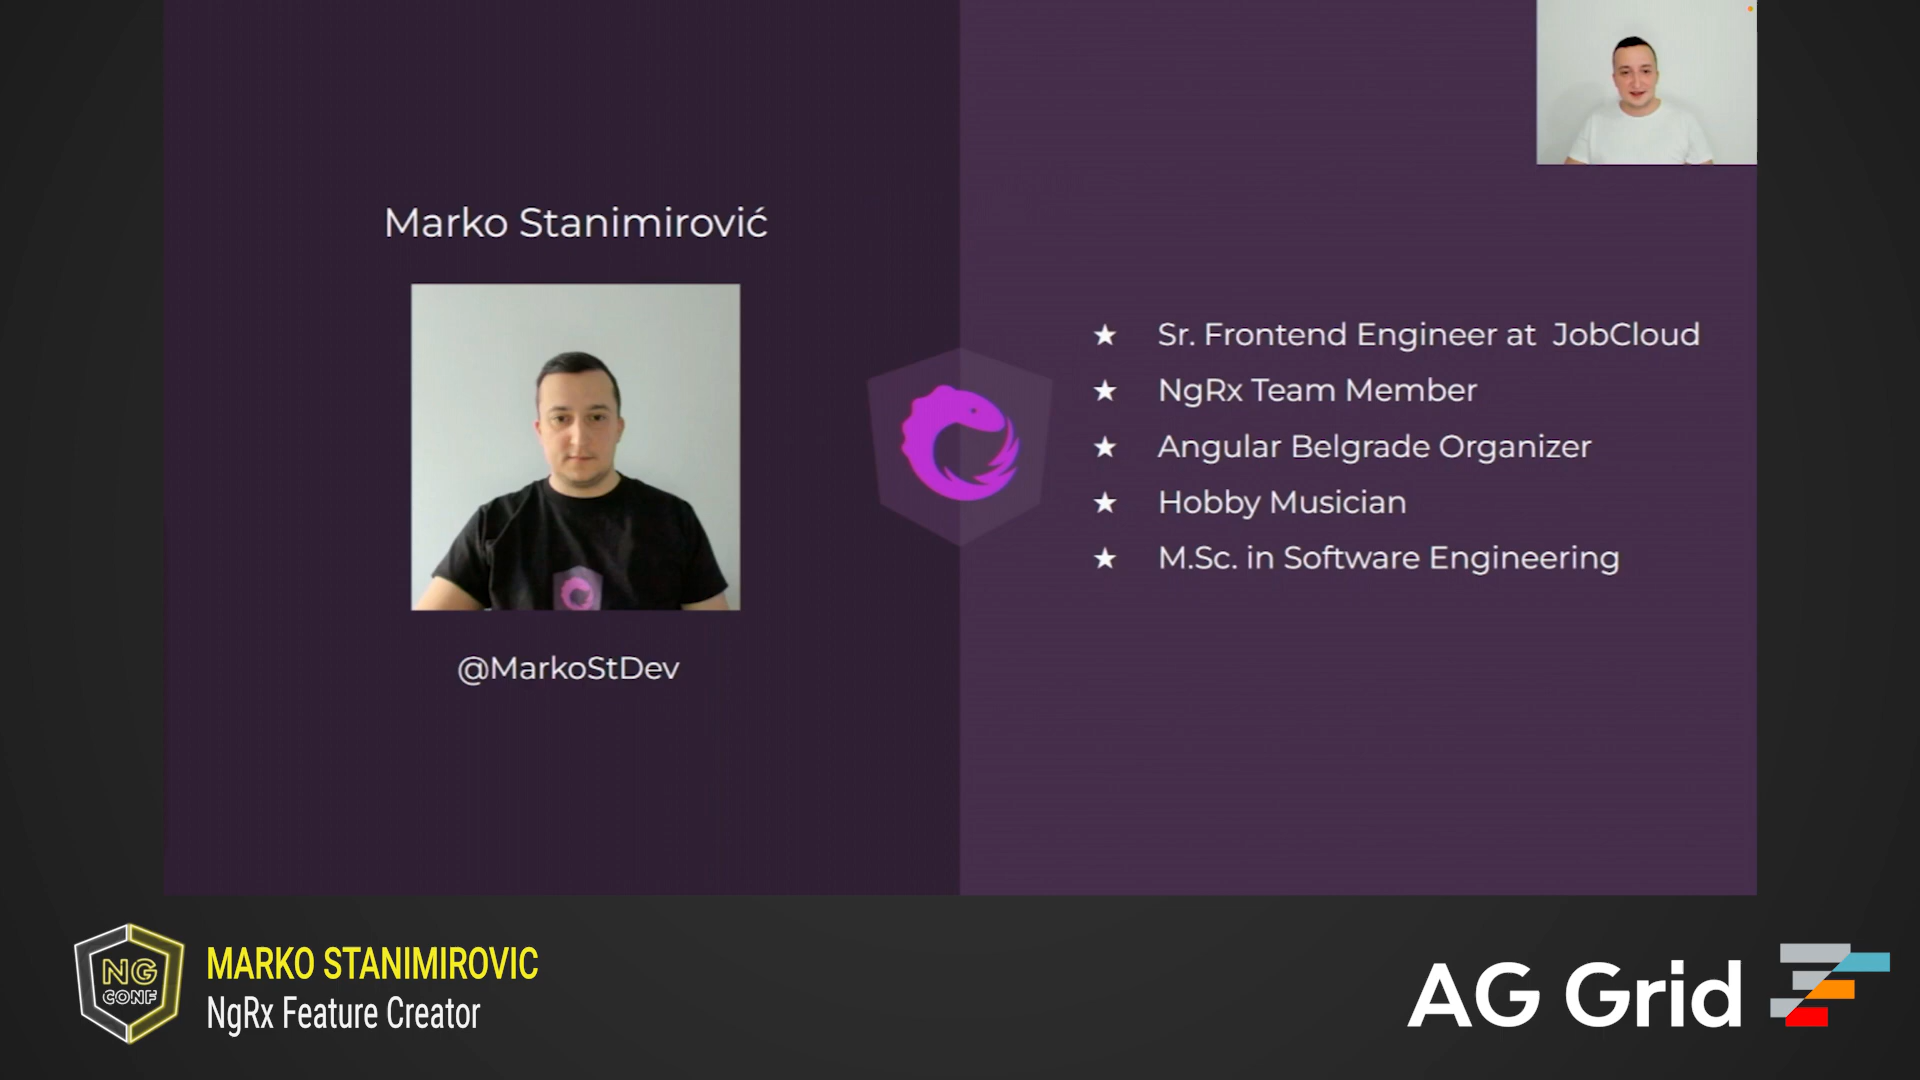 Marko Stanimirović
@MarkoStDev
★ Sr. Frontend Engineer at JobCloud
★ NgRx Team Member
★ Angular Belgrade Organizer
★ Hobby Musician
★ M.Sc. in Software Engineering
NG
CONF
MARKO STANIMIROVIC
NgRx Feature Creator
AG Grid